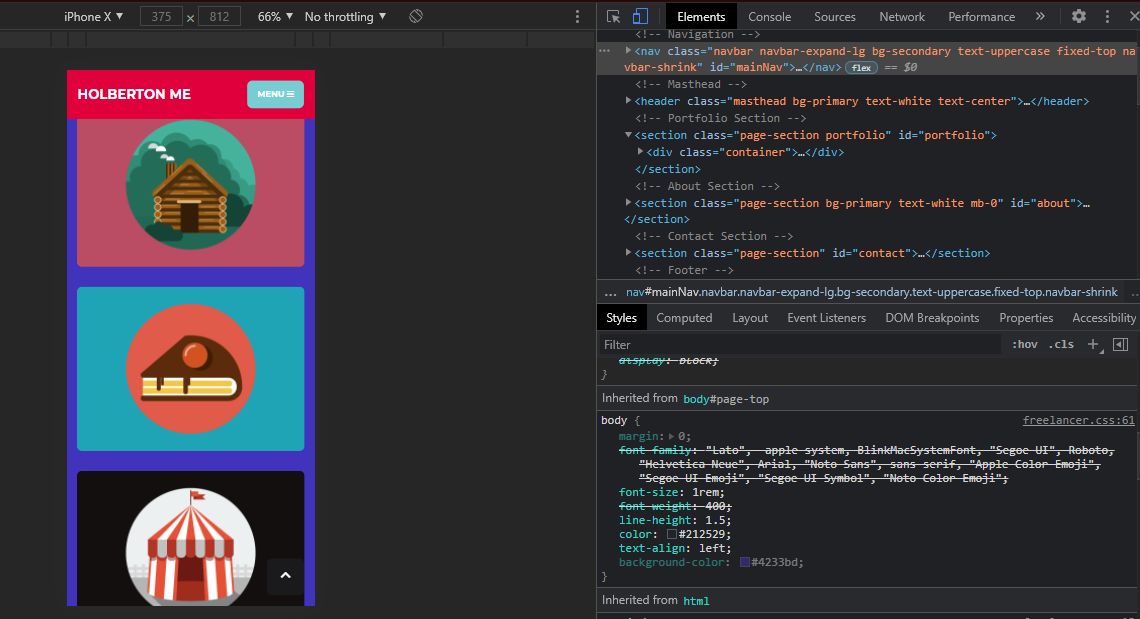 iPhone X ▼ 375 × 812 66% ▼ No throttling ▼
HOLBERTON ME MENU
Elements Console Sources Network Performance »
<!-- Navigation -->
… <nav class="navbar navbar-expand-lg bg-secondary text-uppercase fixed-top na
vbar-shrink" id="mainNav">…</nav> flex == $0
<!-- Masthead -->
<header class="masthead bg-primary text-white text-center">…</header>
<!-- Portfolio Section -->
<section class="page-section portfolio" id="portfolio">
<div class="container">…</div>
</section>
<!-- About Section -->
<section class="page-section bg-primary text-white mb-0" id="about">…
</section>
<!-- Contact Section -->
<section class="page-section" id="contact">…</section>
<!-- Footer -->
… nav#mainNav.navbar.navbar-expand-lg.bg-secondary.text-uppercase.fixed-top.navbar-shrink …
Styles Computed Layout Event Listeners DOM Breakpoints Properties Accessibility
Filter :hov .cls +
display: block;
}
Inherited from body#page-top
body { freelancer.css:61
margin: 0;
font-family: "Lato", -apple-system, BlinkMacSystemFont, "Segoe UI", Roboto,
"Helvetica Neue", Arial, "Noto Sans", sans-serif, "Apple Color Emoji",
"Segoe UI Emoji", "Segoe UI Symbol", "Noto Color Emoji";
font-size: 1rem;
font-weight: 400;
line-height: 1.5;
color: #212529;
text-align: left;
background-color: #4233bd;
}
Inherited from html